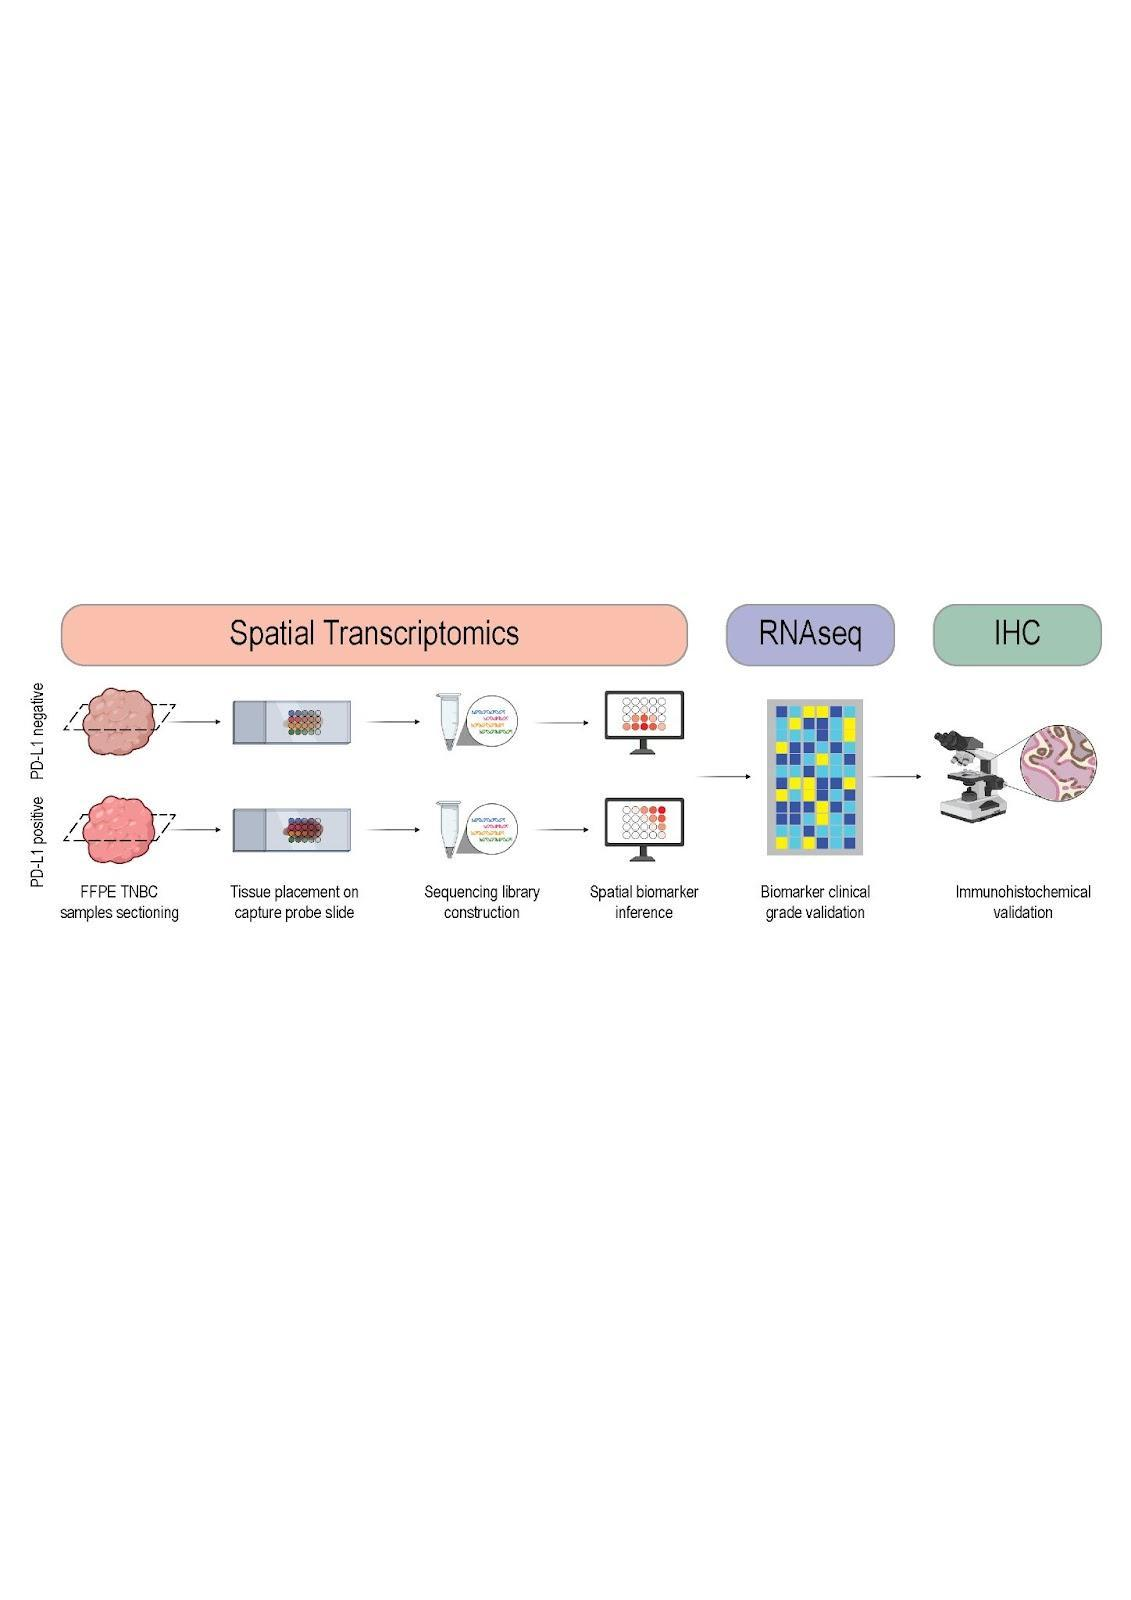 Spatial Transcriptomics
RNAseq
IHC
PD-L1 negative
PD-L1 positive
FFPE TNBC
samples sectioning
Tissue placement on
capture probe slide
Sequencing library
construction
Spatial biomarker
inference
Biomarker clinical
grade validation
Immunohistochemical
validation